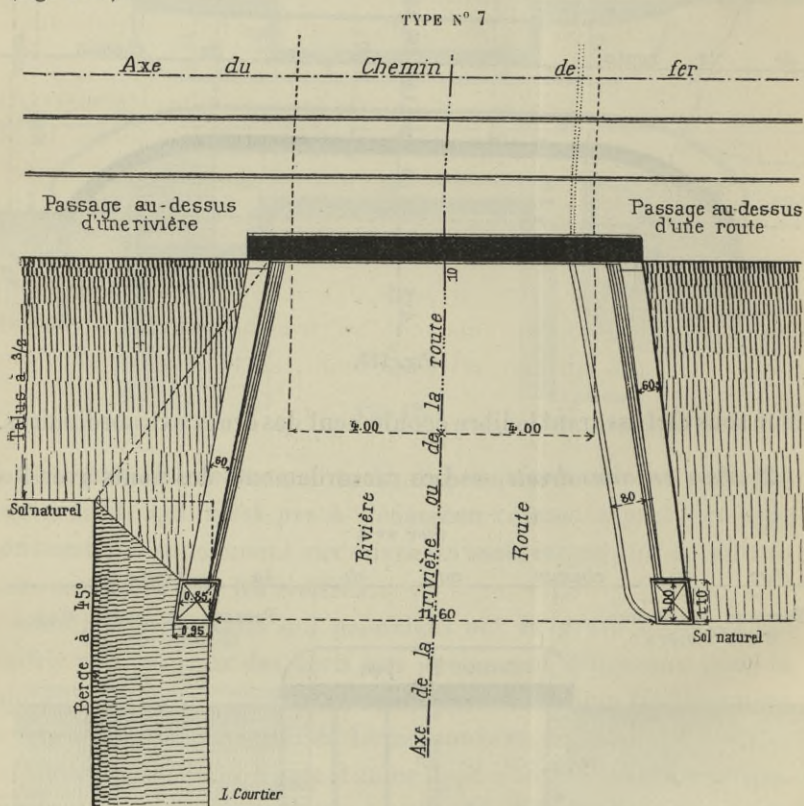 TYPE Nº 7
Axe du Chemin de fer
Passage au-dessus
d'une rivière
Passage au-dessus
d'une route
10
Talus à 3/2
60
4.00
4.00
60
80
Rivière
Route
Axe de la rivière ou de la route
Sol naturel
Berge à 45º
0.85
0.95
11.60
1.00
1.10
Sol naturel
L. Courtier